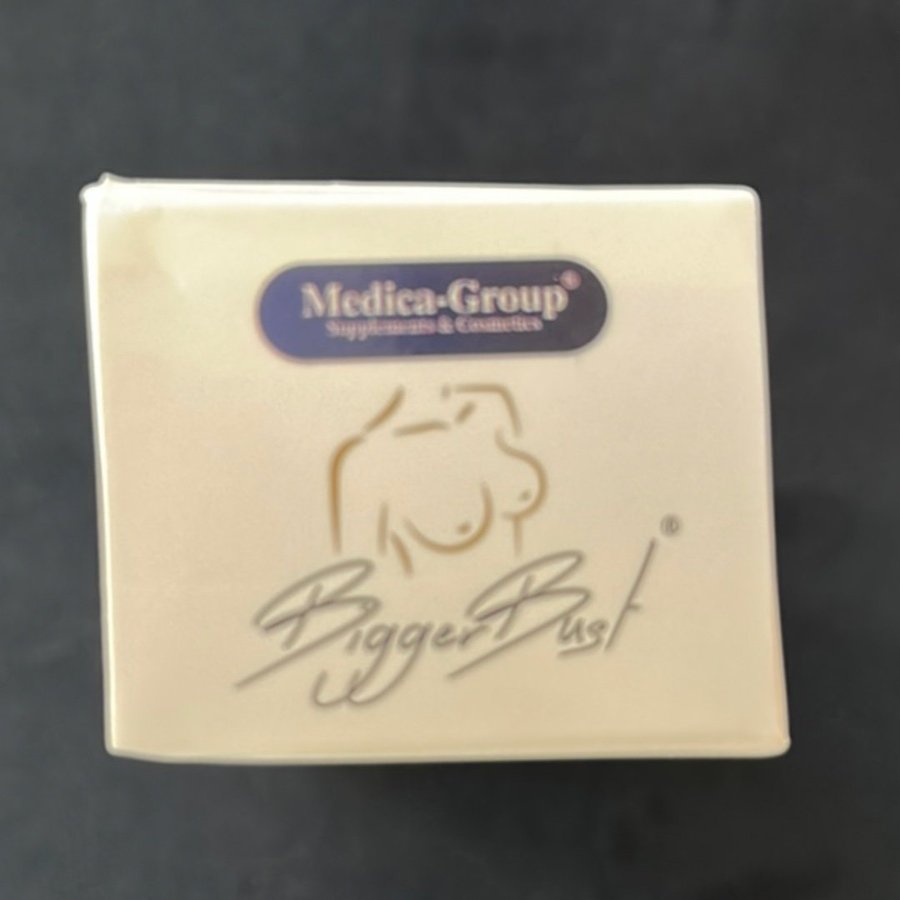 Medica-Group®
Supplements & Cosmetics
BiggerBust®